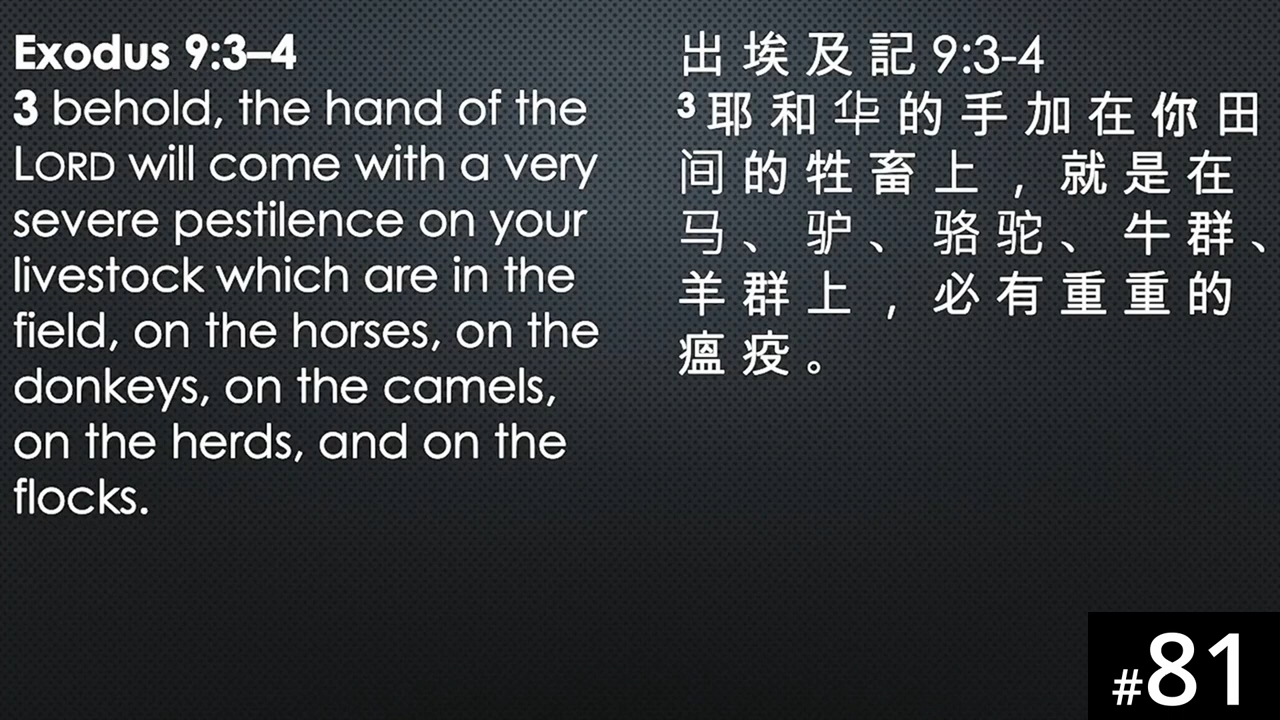 Exodus 9:3–4
3 behold, the hand of the
LORD will come with a very
severe pestilence on your
livestock which are in the
field, on the horses, on the
donkeys, on the camels,
on the herds, and on the
flocks.
出埃及記 9:3-4
3 耶和华的手加在你田
间的牲畜上，就是在
马、驴、骆驼、牛群、
羊群上，必有重重的
瘟疫。
#81